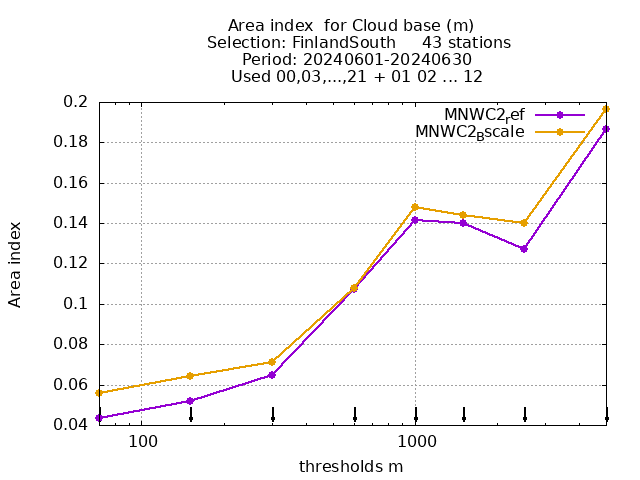 Area index  for Cloud base (m)
Selection: FinlandSouth     43 stations
Period: 20240601-20240630
Used 00,03,...,21 + 01 02 ... 12
MNWC2ref
MNWC2Bscale
0.2
0.18
0.16
0.14
0.12
0.1
0.08
0.06
0.04
Area index
100
1000
thresholds m